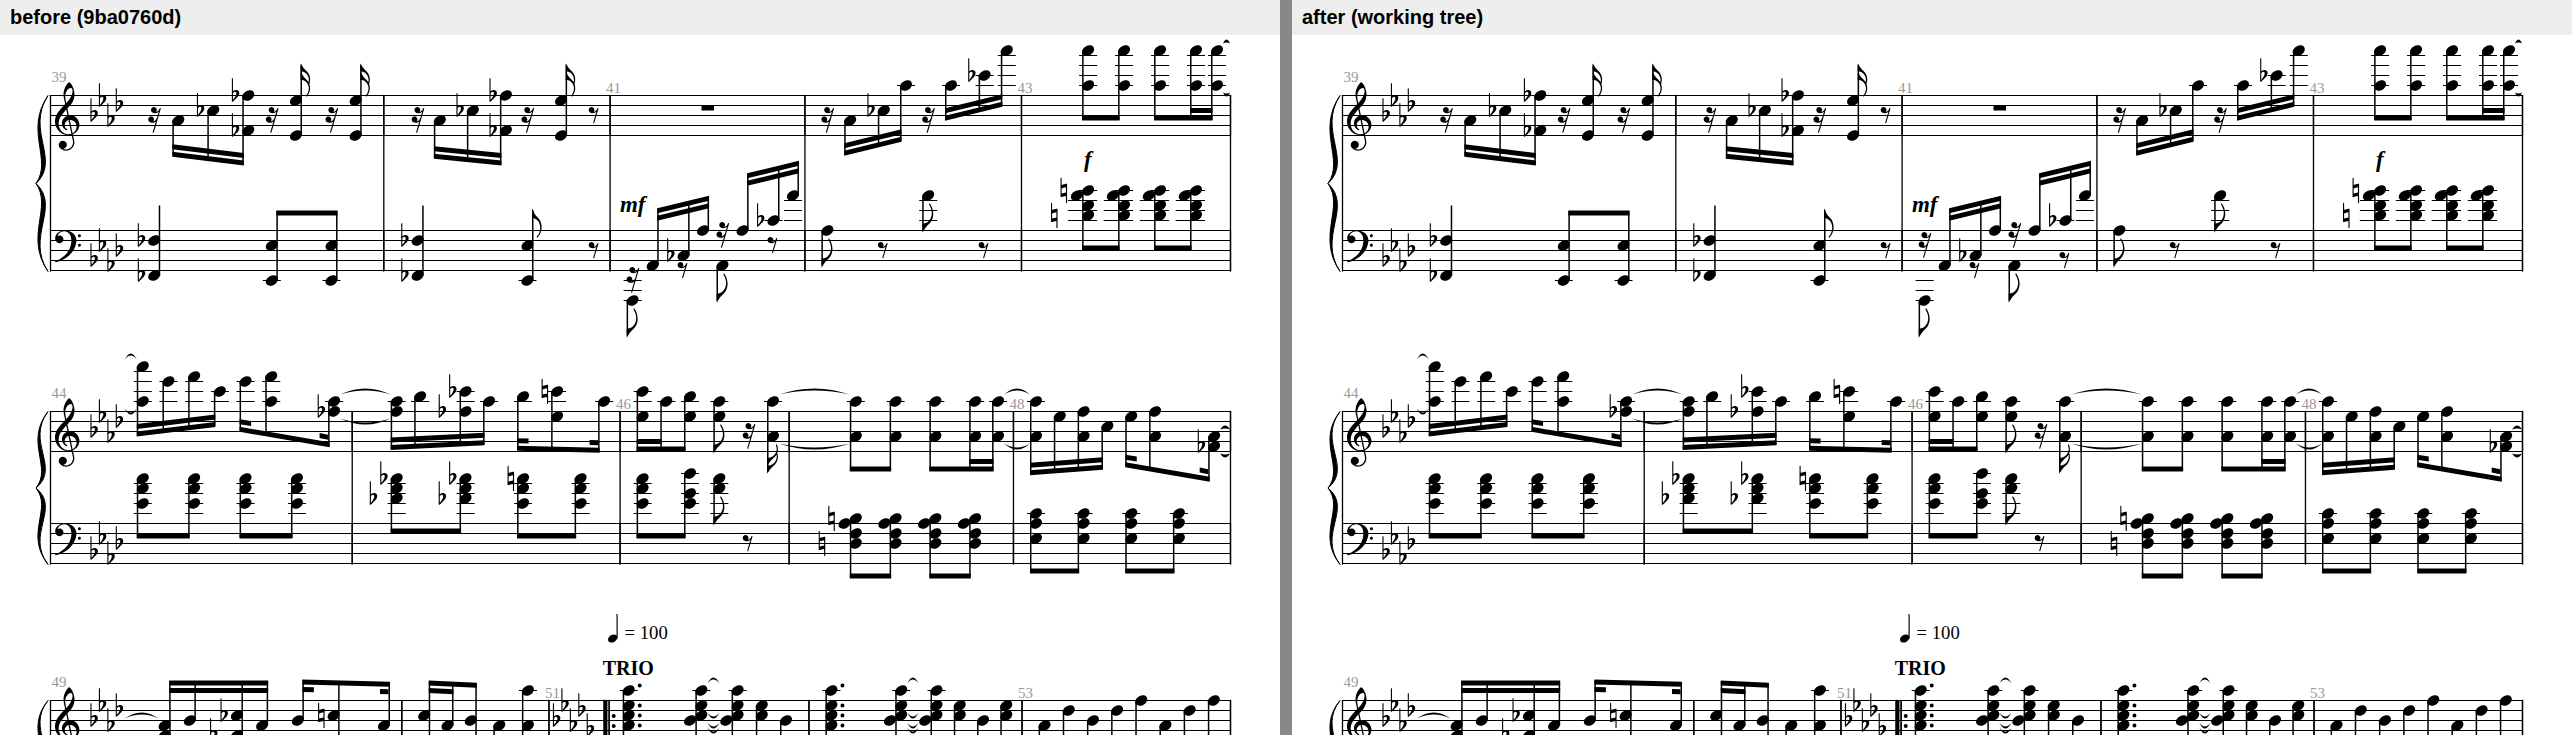 before (9ba0760d)
after (working tree)
39
41
43
mf
f
39
41
43
mf
f
44
46
48
44
46
48
= 100
TRIO
49
51
53
= 100
TRIO
49
51
53